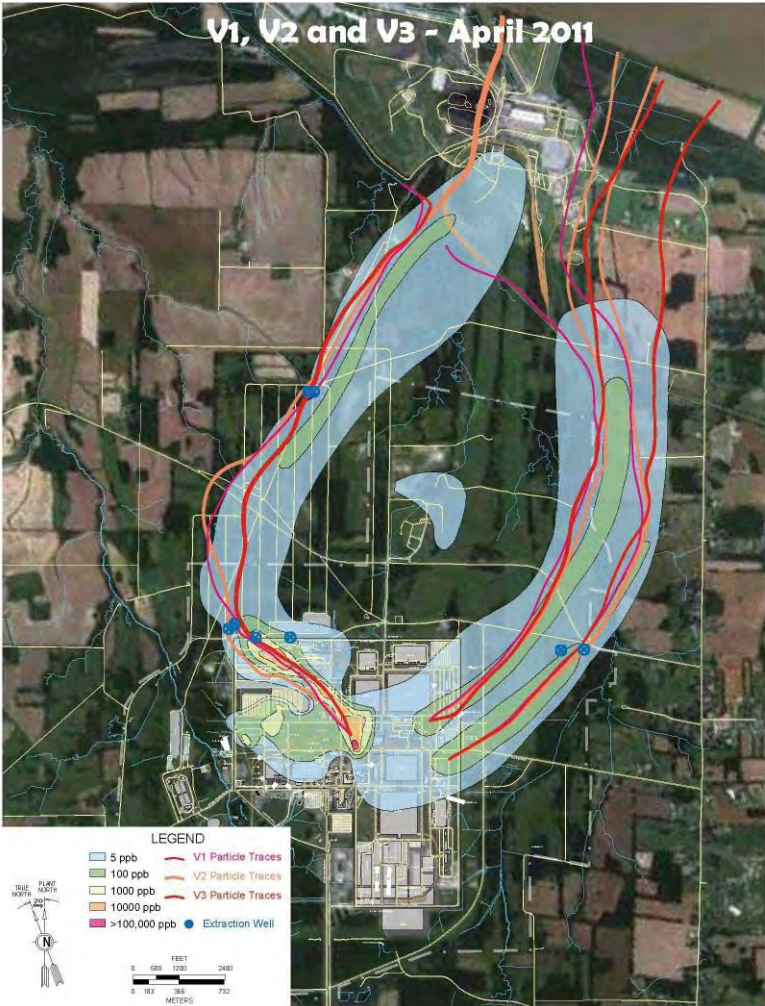 V1, V2 and V3 - April 2011
LEGEND
5 ppb
100 ppb
1000 ppb
10000 ppb
>100,000 ppb
V1 Particle Traces
V2 Particle Traces
V3 Particle Traces
Extraction Well
TRUE NORTH
PLANT NORTH
20
N
FEET
0 600 1200 2400
0 183 366 732
METERS